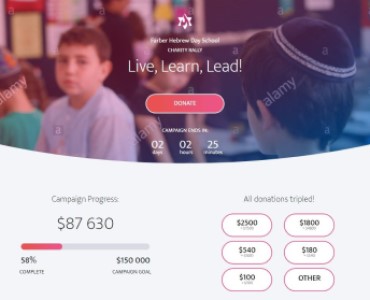 Farber Hebrew Day School
CHARITY RALLY
Live, Learn, Lead!
DONATE
CAMPAIGN ENDS IN:
02 02 25
days hours minutes
Campaign Progress:
$87 630
58% $150 000
COMPLETE CAMPAIGN GOAL
All donations tripled!
$2500 $1800
$540 $180
$100 OTHER
alamy
alamy
alamy